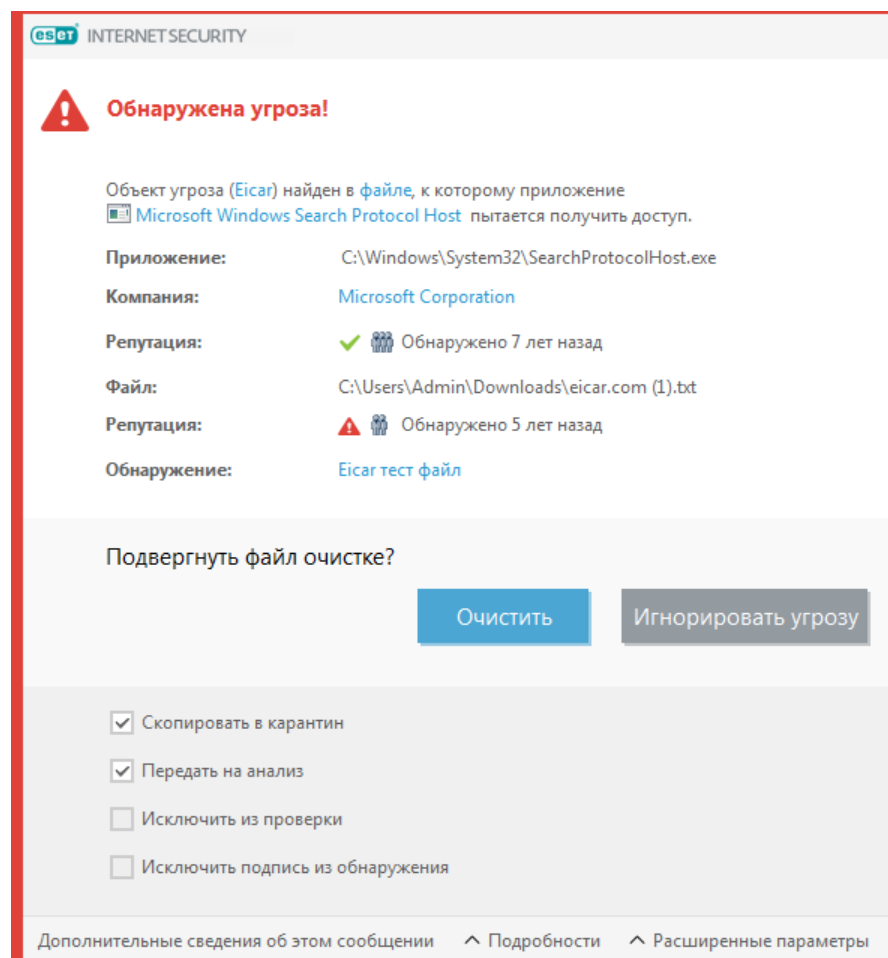 eset INTERNET SECURITY
Обнаружена угроза!
Объект угроза (Eicar) найден в файле, к которому приложение
Microsoft Windows Search Protocol Host пытается получить доступ.
Приложение: C:\Windows\System32\SearchProtocolHost.exe
Компания: Microsoft Corporation
Репутация: Обнаружено 7 лет назад
Файл: C:\Users\Admin\Downloads\eicar.com (1).txt
Репутация: Обнаружено 5 лет назад
Обнаружение: Eicar тест файл
Подвергнуть файл очистке?
Очистить Игнорировать угрозу
Скопировать в карантин
Передать на анализ
Исключить из проверки
Исключить подпись из обнаружения
Дополнительные сведения об этом сообщении Подробности Расширенные параметры